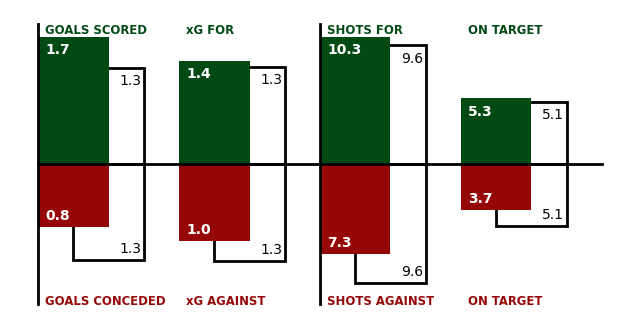 GOALS SCORED xG FOR SHOTS FOR ON TARGET
1.7 1.3 1.4 1.3 10.3 9.6 5.3 5.1
0.8 1.3 1.0 1.3 7.3 9.6 3.7 5.1
GOALS CONCEDED xG AGAINST SHOTS AGAINST ON TARGET